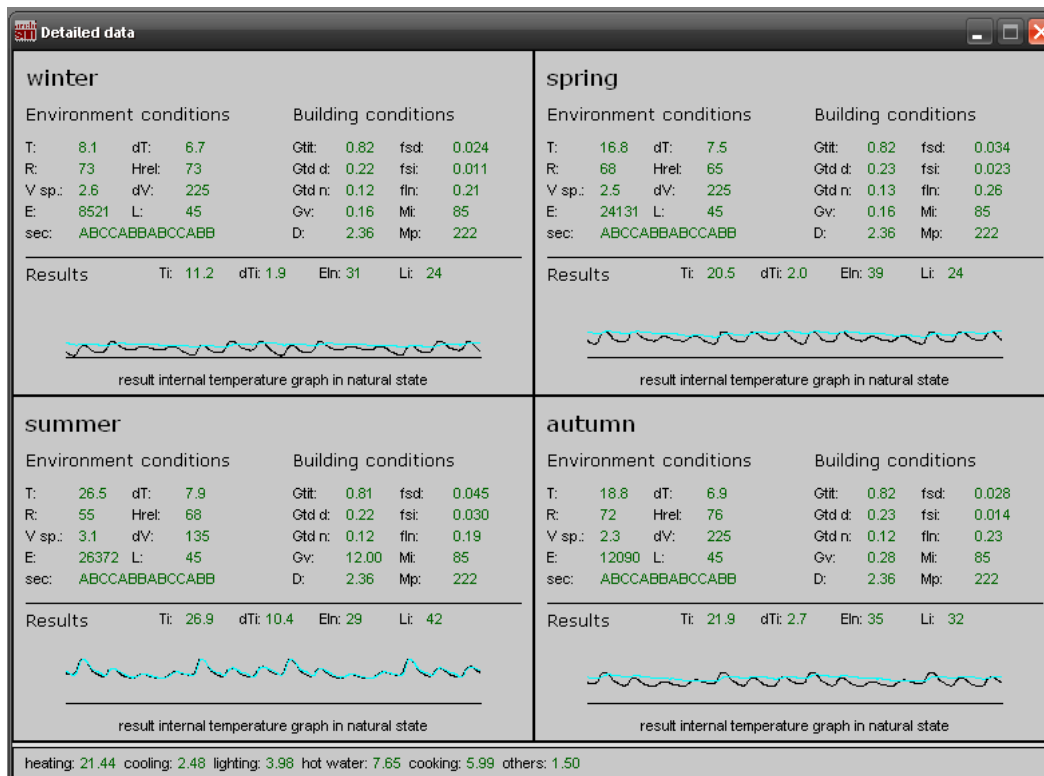 Detailed data
winter
Environment conditions Building conditions
T: 8.1 dT: 6.7 Gtit: 0.82 fsd: 0.024
R: 73 Hrel: 73 Gtd d: 0.22 fsi: 0.011
V sp.: 2.6 dV: 225 Gtd n: 0.12 fln: 0.21
E: 8521 L: 45 Gv: 0.16 Mi: 85
sec: ABCCABBABCCABB D: 2.36 Mp: 222
Results Ti: 11.2 dTi: 1.9 Eln: 31 Li: 24
result internal temperature graph in natural state
spring
Environment conditions Building conditions
T: 16.8 dT: 7.5 Gtit: 0.82 fsd: 0.034
R: 68 Hrel: 65 Gtd d: 0.23 fsi: 0.023
V sp.: 2.5 dV: 225 Gtd n: 0.13 fln: 0.26
E: 24131 L: 45 Gv: 0.16 Mi: 85
sec: ABCCABBABCCABB D: 2.36 Mp: 222
Results Ti: 20.5 dTi: 2.0 Eln: 39 Li: 24
result internal temperature graph in natural state
summer
Environment conditions Building conditions
T: 26.5 dT: 7.9 Gtit: 0.81 fsd: 0.045
R: 55 Hrel: 68 Gtd d: 0.22 fsi: 0.030
V sp.: 3.1 dV: 135 Gtd n: 0.12 fln: 0.19
E: 26372 L: 45 Gv: 12.00 Mi: 85
sec: ABCCABBABCCABB D: 2.36 Mp: 222
Results Ti: 26.9 dTi: 10.4 Eln: 29 Li: 42
result internal temperature graph in natural state
autumn
Environment conditions Building conditions
T: 18.8 dT: 6.9 Gtit: 0.82 fsd: 0.028
R: 72 Hrel: 76 Gtd d: 0.23 fsi: 0.014
V sp.: 2.3 dV: 225 Gtd n: 0.12 fln: 0.23
E: 12090 L: 45 Gv: 0.28 Mi: 85
sec: ABCCABBABCCABB D: 2.36 Mp: 222
Results Ti: 21.9 dTi: 2.7 Eln: 35 Li: 32
result internal temperature graph in natural state
heating: 21.44 cooling: 2.48 lighting: 3.98 hot water: 7.65 cooking: 5.99 others: 1.50